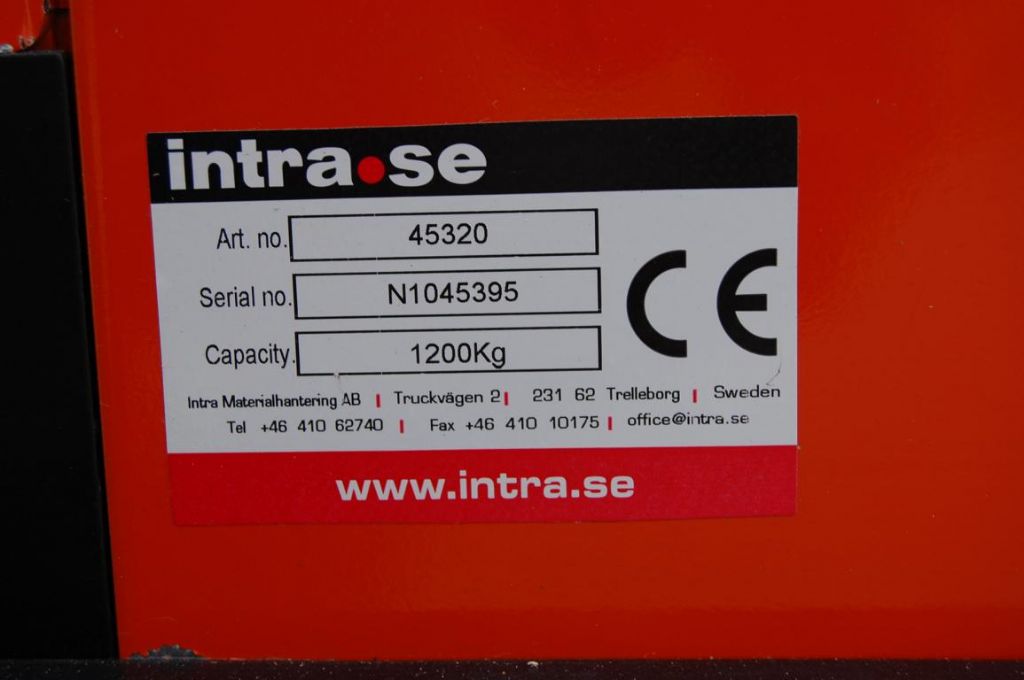 intra.se
Art. no. 45320
Serial no. N1045395
Capacity. 1200Kg
CE
Intra Materialhantering AB | Truckvägen 2 | 231 62 Trelleborg | Sweden
Tel +46 410 62740 | Fax +46 410 10175 | office@intra.se
www.intra.se